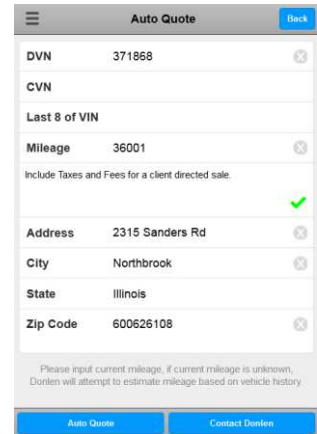 Auto Quote Back
DVN 371868
CVN
Last 8 of VIN
Mileage 36001
Include Taxes and Fees for a client directed sale.
Address 2315 Sanders Rd
City Northbrook
State Illinois
Zip Code 600626108
Please input current mileage, if current mileage is unknown,
Donlen will attempt to estimate mileage based on vehicle history
Auto Quote Contact Donlen